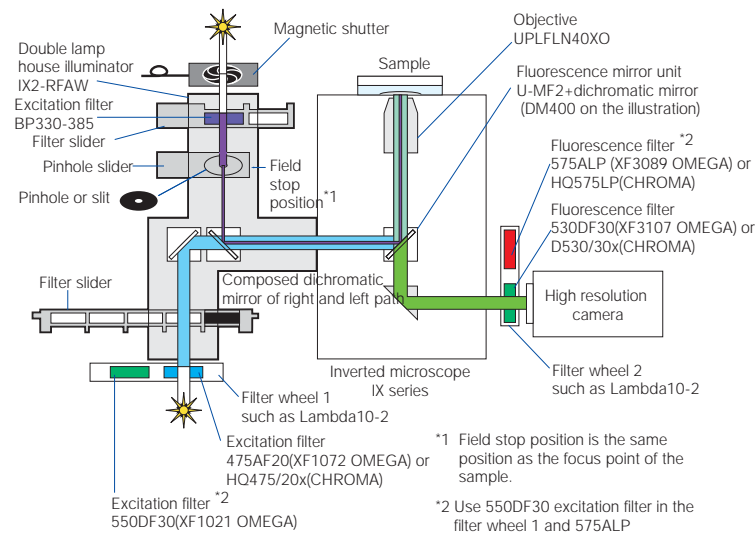 Magnetic shutter
Double lamp
house illuminator
IX2-RFAW
Excitation filter
BP330-385
Filter slider
Pinhole slider
Pinhole or slit
Field
stop
position*1
Sample
Objective
UPLFLN40XO
Fluorescence mirror unit
U-MF2+dichromatic mirror
(DM400 on the illustration)
Fluorescence filter *2
575ALP (XF3089 OMEGA) or
HQ575LP(CHROMA)
Fluorescence filter
530DF30(XF3107 OMEGA) or
D530/30x(CHROMA)
Filter slider
Composed dichromatic
mirror of right and left path
High resolution
camera
Inverted microscope
IX series
Filter wheel 2
such as Lambda10-2
Filter wheel 1
such as Lambda10-2
Excitation filter
475AF20(XF1072 OMEGA) or
HQ475/20x(CHROMA)
Excitation filter *2
550DF30(XF1021 OMEGA)
*1 Field stop position is the same
position as the focus point of the
sample.
*2 Use 550DF30 excitation filter in the
filter wheel 1 and 575ALP